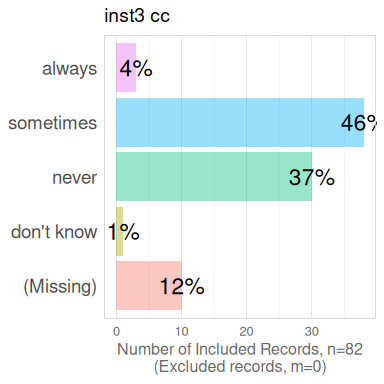 inst3 cc
always 4%
sometimes 46%
never 37%
don't know 1%
(Missing) 12%
0 10 20 30
Number of Included Records, n=82
(Excluded records, m=0)